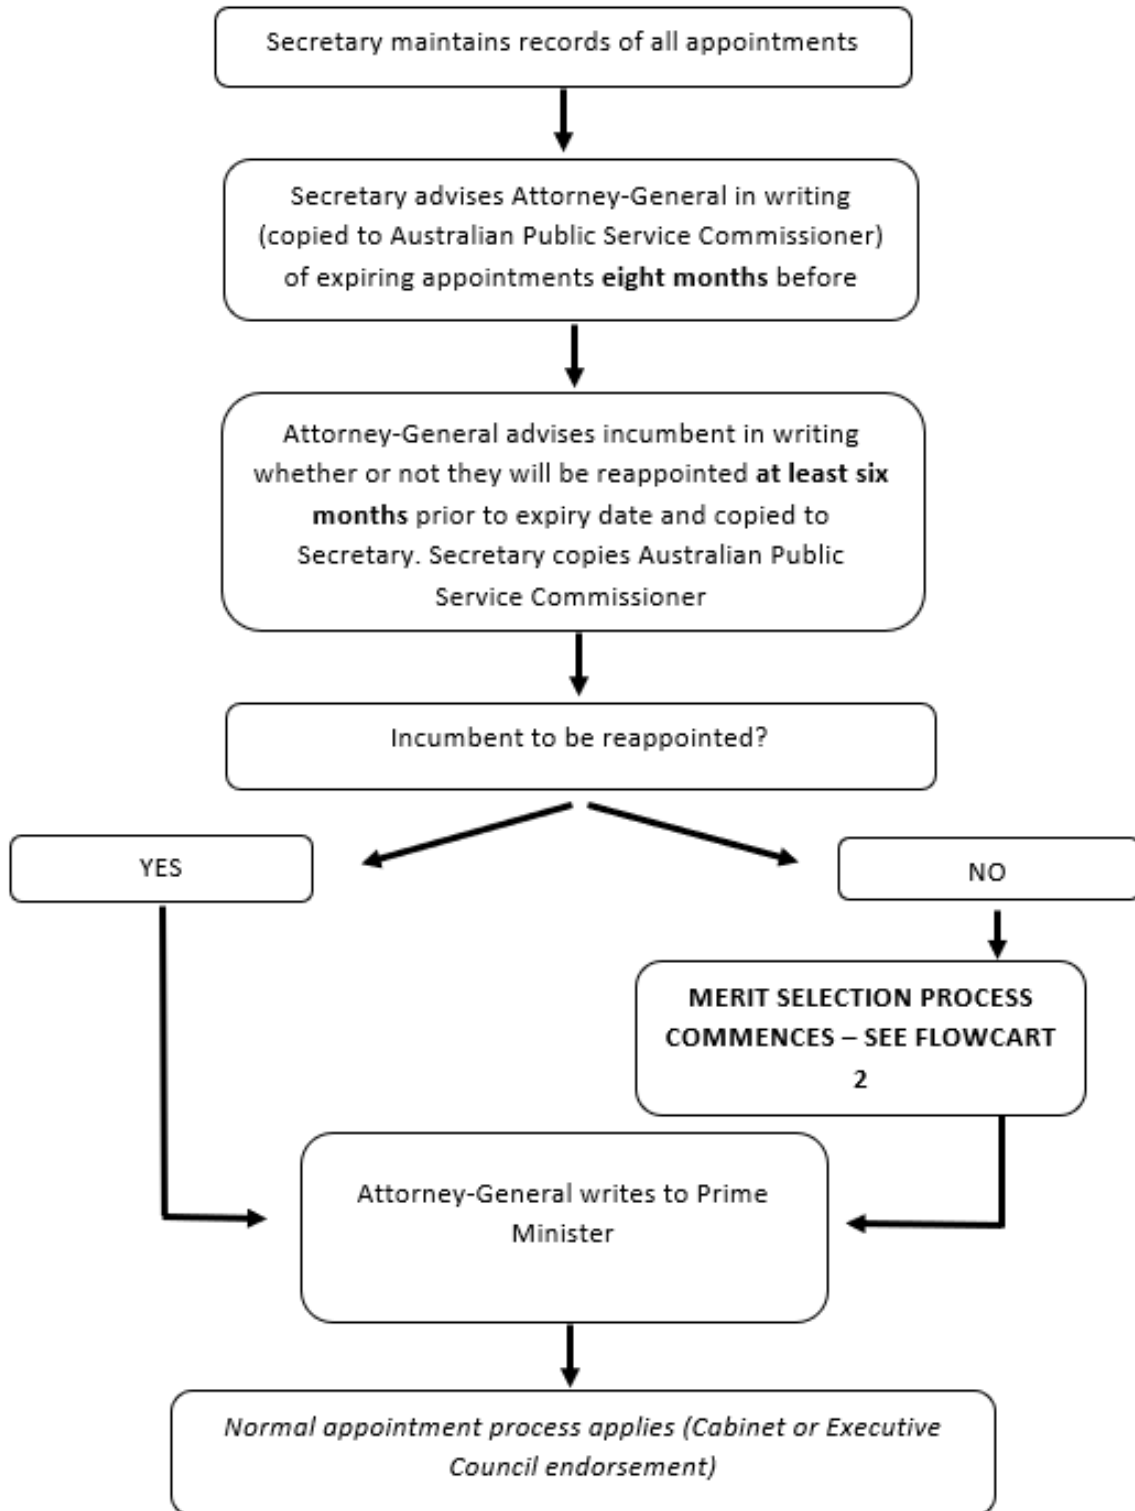 Secretary maintains records of all appointments
Secretary advises Attorney-General in writing
(copied to Australian Public Service Commissioner)
of expiring appointments eight months before
Attorney-General advises incumbent in writing
whether or not they will be reappointed at least six
months prior to expiry date and copied to
Secretary. Secretary copies Australian Public
Service Commissioner
Incumbent to be reappointed?
YES
NO
MERIT SELECTION PROCESS
COMMENCES – SEE FLOWCART
2
Attorney-General writes to Prime
Minister
Normal appointment process applies (Cabinet or Executive
Council endorsement)